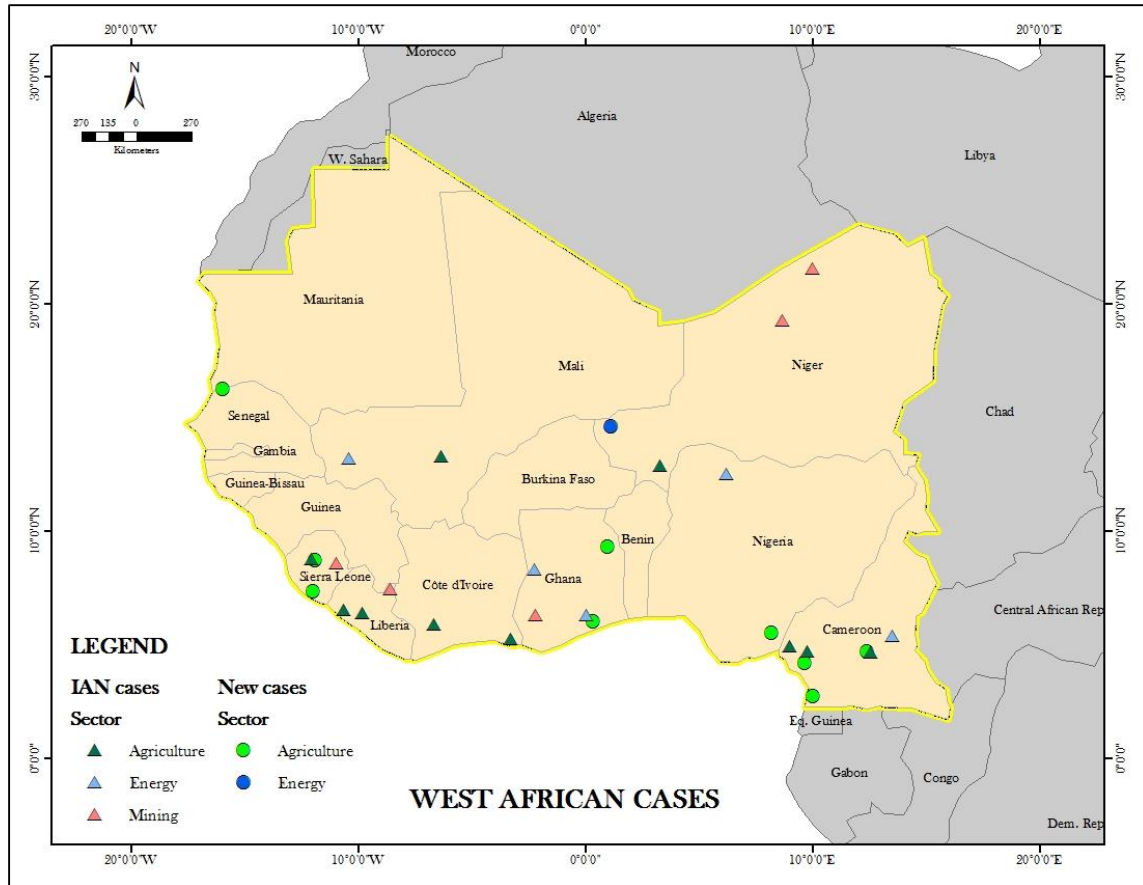 20°0'0"W 10°0'0"W 0°0'0" 10°0'0"E 20°0'0"E
30°0'0"N
30°0'0"N
N
270 135 0 270
Kilometers
Morocco
Algeria
Libya
W. Sahara
Mauritania
20°0'0"N
20°0'0"N
Mali
Niger
Chad
Senegal
Gambia
Burkina Faso
Guinea-Bissau
Guinea
10°0'0"N
10°0'0"N
Benin
Nigeria
Sierra Leone
Côte d'Ivoire
Ghana
Central African Rep
Liberia
Cameroon
Eq. Guinea
Gabon
Congo
Dem. Rep
0°0'0"
0°0'0"
LEGEND
IAN cases New cases
Sector Sector
Agriculture Agriculture
Energy Energy
Mining
WEST AFRICAN CASES
20°0'0"W 10°0'0"W 0°0'0" 10°0'0"E 20°0'0"E